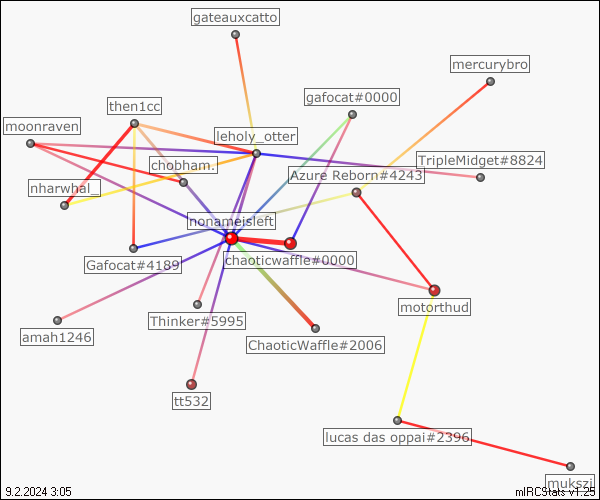 gateauxcatto
mercurybro
gafocat#0000
then1cc
moonraven
leholy_otter
TripleMidget#8824
chobham.
Azure Reborn#4243
nharwhal_
nonameisleft
chaoticwaffle#0000
Gafocat#4189
motorthud
Thinker#5995
amah1246
ChaoticWaffle#2006
tt532
lucas das oppai#2396
mukszi
9.2.2024 3:05
mIRCStats v1.25